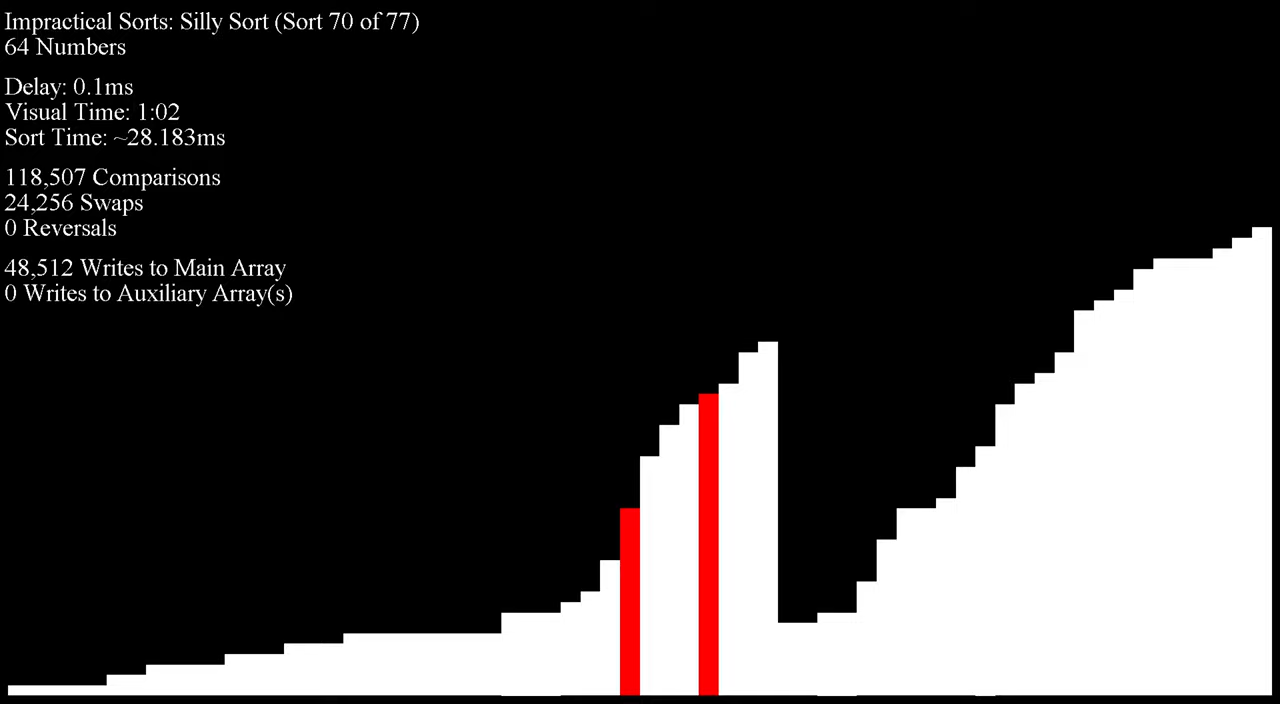 Impractical Sorts: Silly Sort (Sort 70 of 77)
64 Numbers
Delay: 0.1ms
Visual Time: 1:02
Sort Time: ~28.183ms
118,507 Comparisons
24,256 Swaps
0 Reversals
48,512 Writes to Main Array
0 Writes to Auxiliary Array(s)